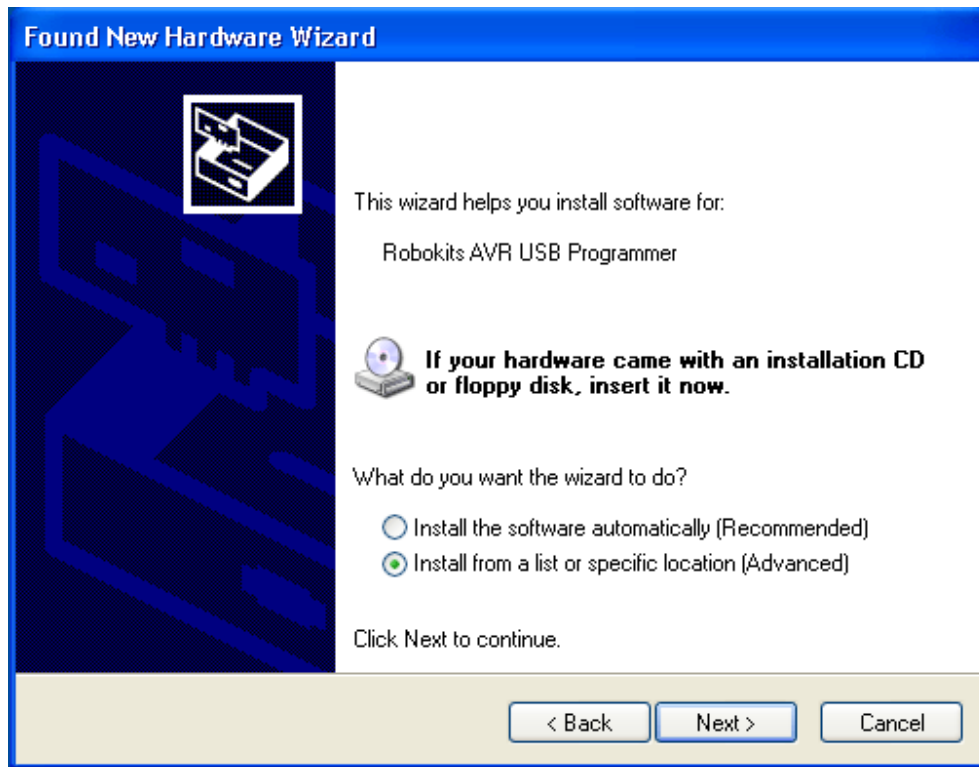 Found New Hardware Wizard
This wizard helps you install software for:
Robokits AVR USB Programmer
If your hardware came with an installation CD
or floppy disk, insert it now.
What do you want the wizard to do?
Install the software automatically (Recommended)
Install from a list or specific location (Advanced)
Click Next to continue.
< Back
Next >
Cancel